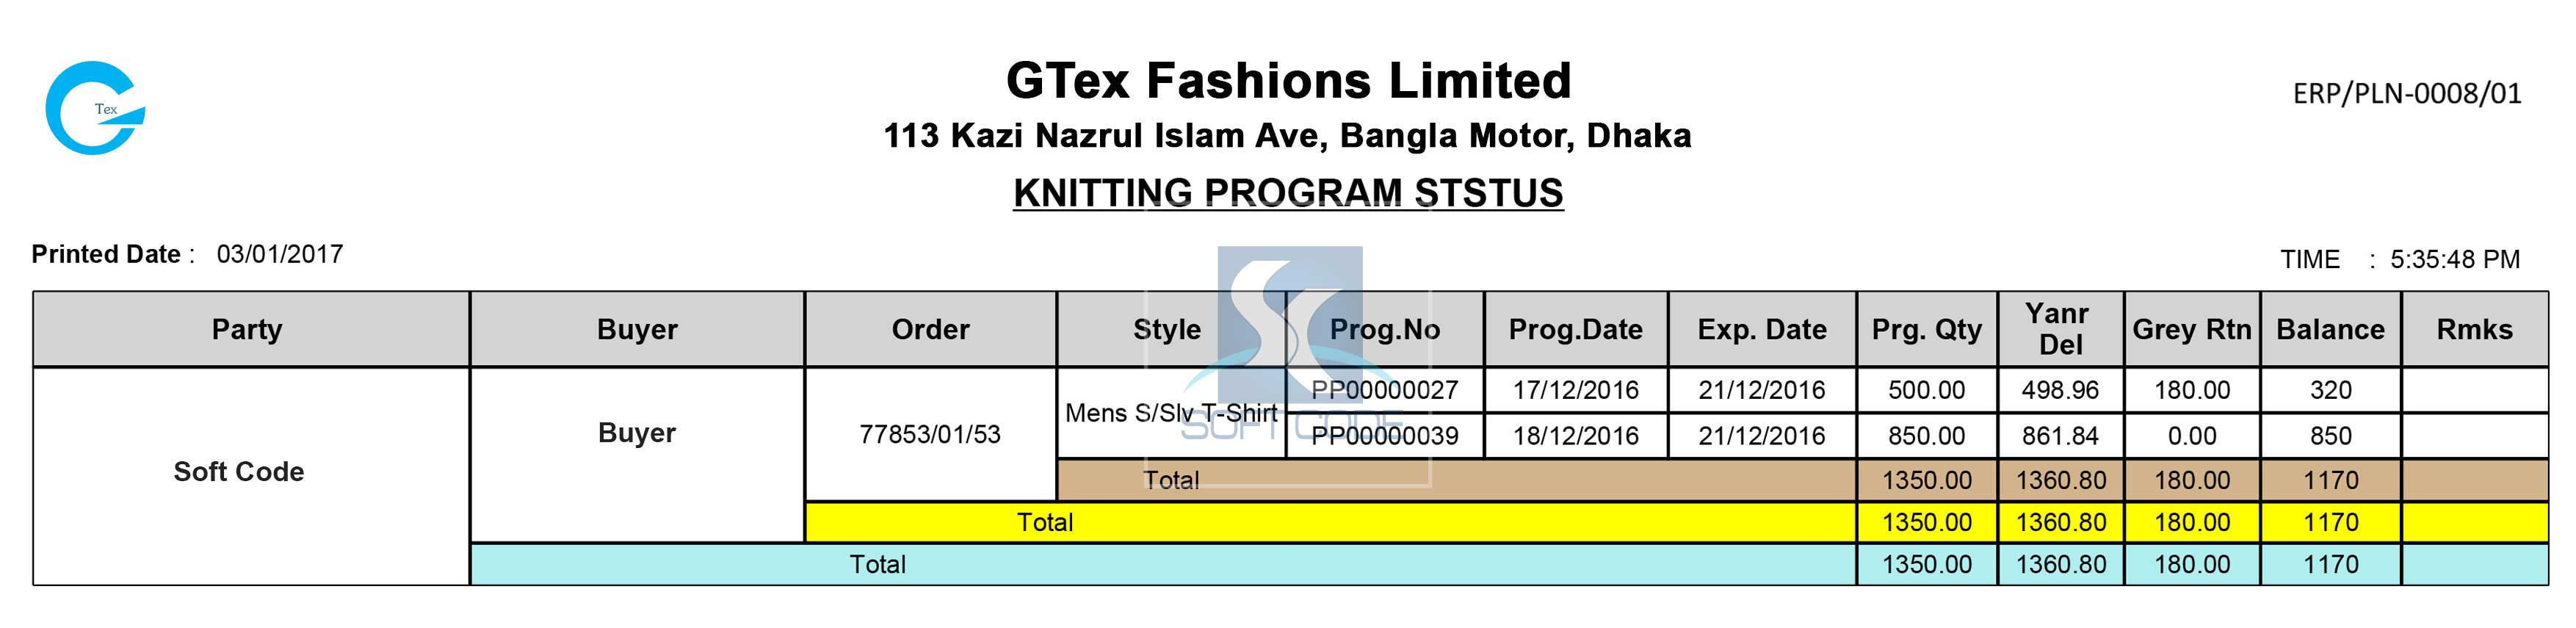 Tex
GTex Fashions Limited
ERP/PLN-0008/01
113 Kazi Nazrul Islam Ave, Bangla Motor, Dhaka
KNITTING PROGRAM STSTUS
Printed Date : 03/01/2017
TIME : 5:35:48 PM
Party Buyer Order Style Prog.No Prog.Date Exp. Date Prg. Qty Yanr Del Grey Rtn Balance Rmks
Soft Code Buyer 77853/01/53 Mens S/Slv T-Shirt PP00000027 17/12/2016 21/12/2016 500.00 498.96 180.00 320
PP00000039 18/12/2016 21/12/2016 850.00 861.84 0.00 850
Total 1350.00 1360.80 180.00 1170
Total 1350.00 1360.80 180.00 1170
Total 1350.00 1360.80 180.00 1170
SOFT CODE